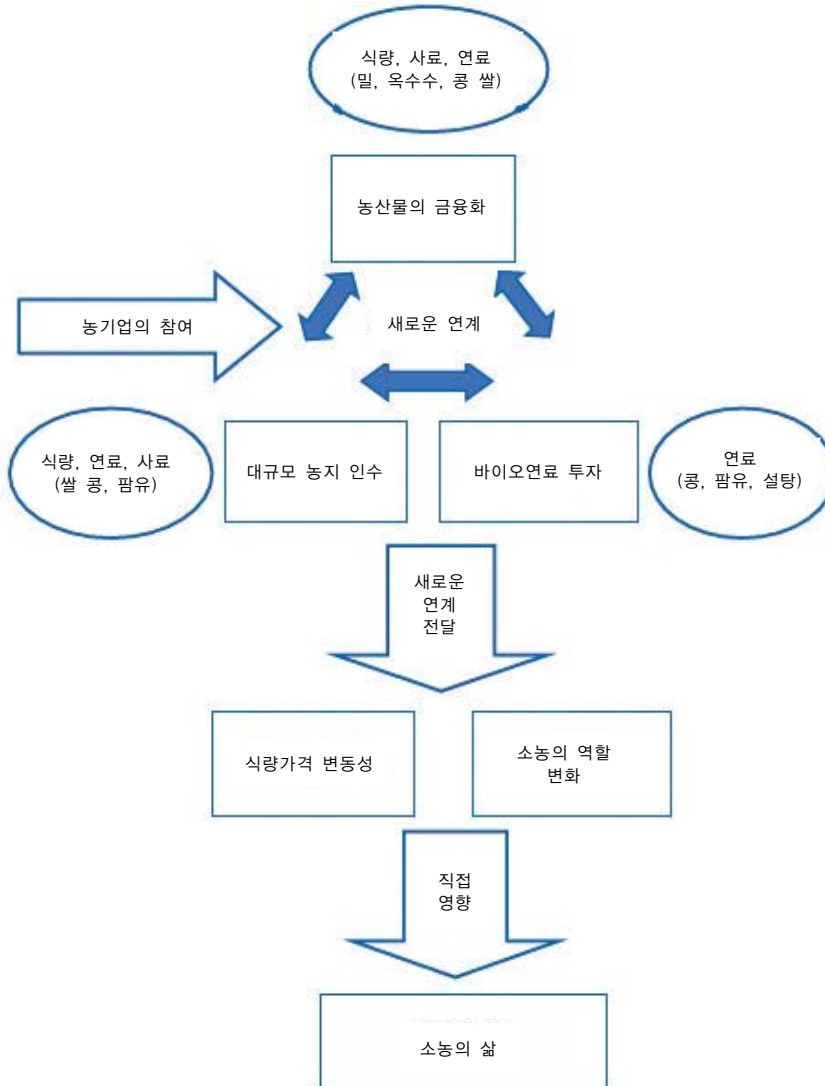 식량, 사료, 연료
(밀, 옥수수, 콩 쌀)
농산물의 금융화
농기업의 참여
새로운 연계
식량, 연료, 사료
(쌀 콩, 팜유)
대규모 농지 인수
바이오연료 투자
연료
(콩, 팜유, 설탕)
새로운
연계
전달
식량가격 변동성
소농의 역할
변화
직접
영향
소농의 삶